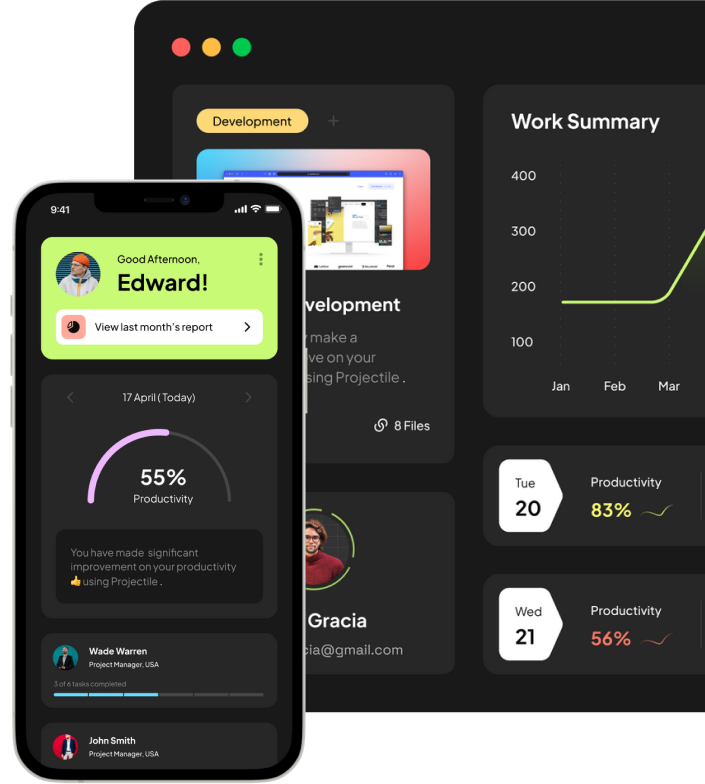 Development
Work Summary
400
300
200
100
Jan Feb Mar
make a
ve on your
sing Projectile .
8 Files
Tue
20
Productivity
83%
Wed
21
Productivity
56%
Gracia
@gmail.com
9:41
Good Afternoon,
Edward!
View last month's report
17 April ( Today)
55%
Productivity
You have made significant
improvement on your productivity
👍using Projectile .
Wade Warren
Project Manager, USA
3 of 6 tasks completed
John Smith
Project Manager, USA